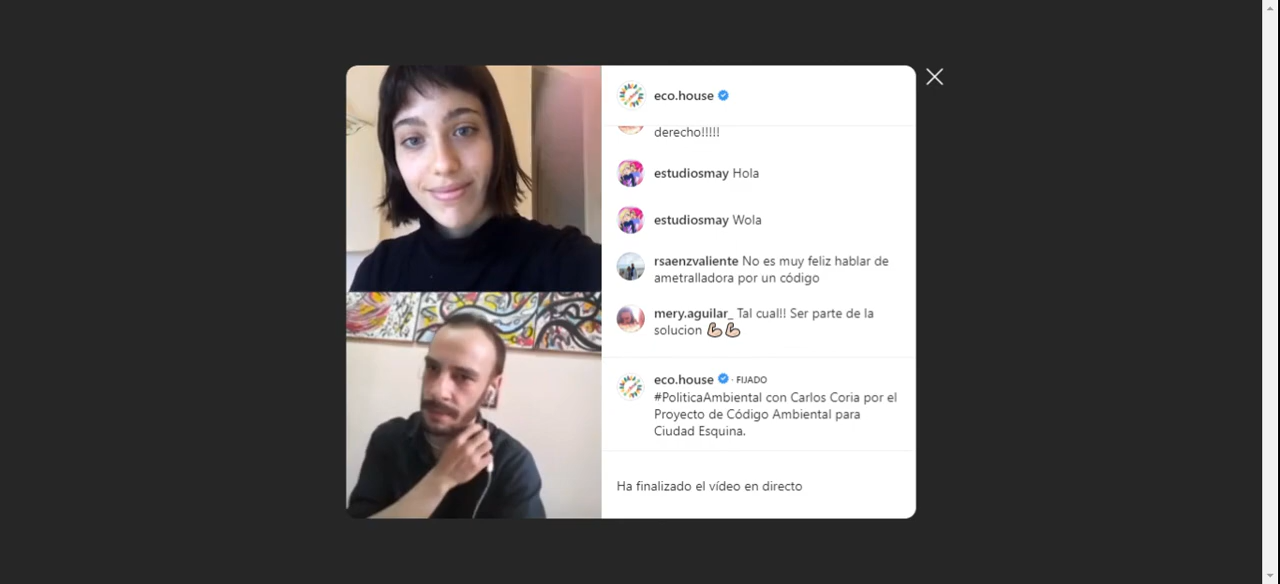 eco.house
derecho!!!!!
estudiosmay Hola
estudiosmay Wola
rsaenzvaliente No es muy feliz hablar de
ametralladora por un código
mery.aguilar_ Tal cual!! Ser parte de la
solucion 💪🏻💪🏻
eco.house · FIJADO
#PoliticaAmbiental con Carlos Coria por el
Proyecto de Código Ambiental para
Ciudad Esquina.
Ha finalizado el vídeo en directo